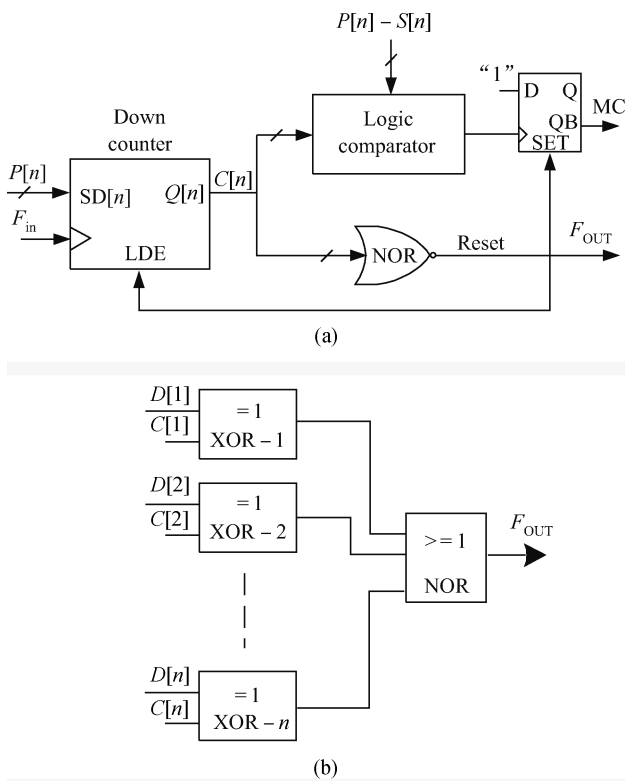 P[n] – S[n]
“1”
D Q
QB
SET
MC
Logic
comparator
Down
counter
P[n]
SD[n]
Q[n]
C[n]
F_in
LDE
NOR
Reset
F_OUT
(a)
D[1]
C[1]
= 1
XOR – 1
D[2]
C[2]
= 1
XOR – 2
>= 1
NOR
F_OUT
D[n]
C[n]
= 1
XOR – n
(b)